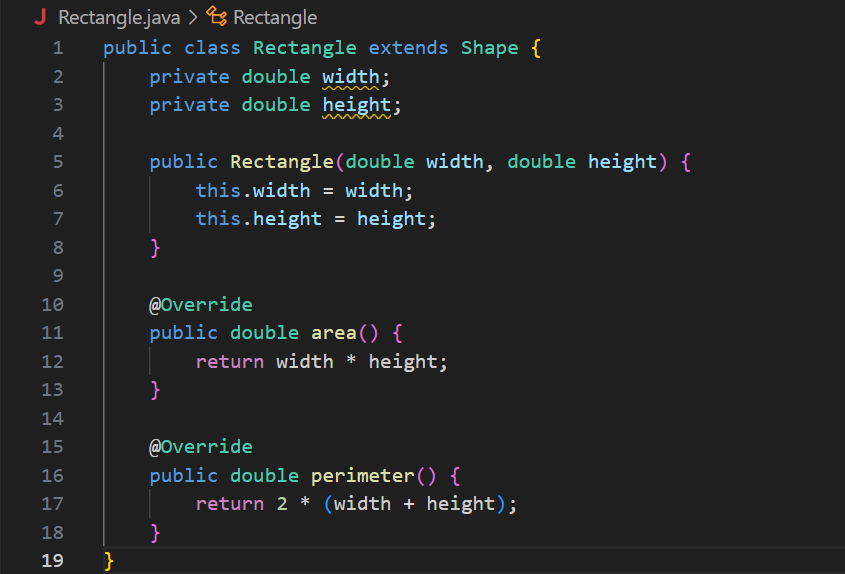 J Rectangle.java > Rectangle
1 public class Rectangle extends Shape {
2     private double width;
3     private double height;
4
5     public Rectangle(double width, double height) {
6         this.width = width;
7         this.height = height;
8     }
9
10     @Override
11     public double area() {
12         return width * height;
13     }
14
15     @Override
16     public double perimeter() {
17         return 2 * (width + height);
18     }
19 }